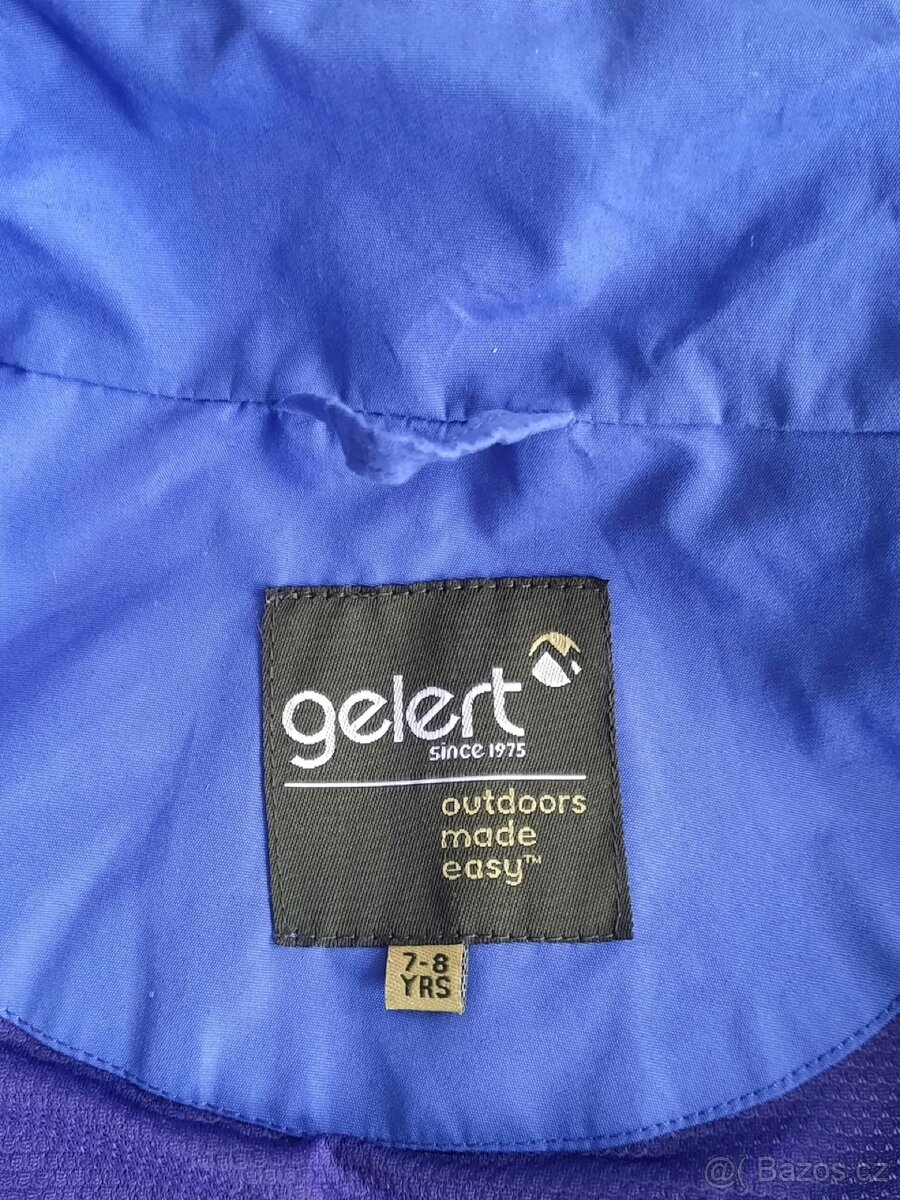 gelert
since 1975
outdoors
made
easy™
7-8
YRS
@( Bazos.cz